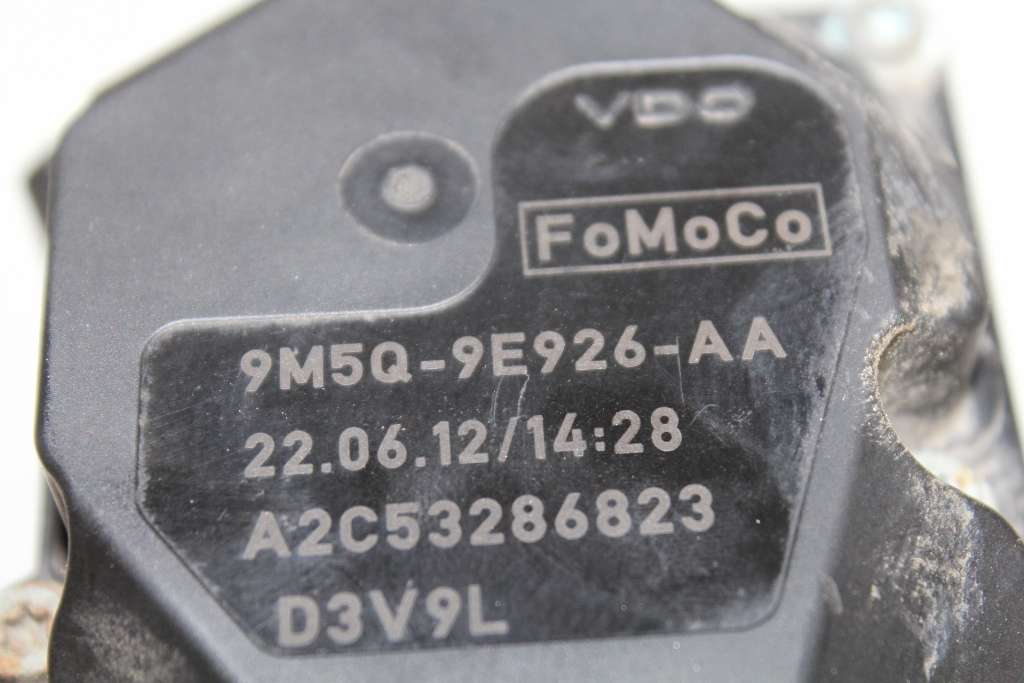 VDO
FoMoCo
9M5Q-9E926-AA
22.06.12/14:28
A2C53286823
D3V9L